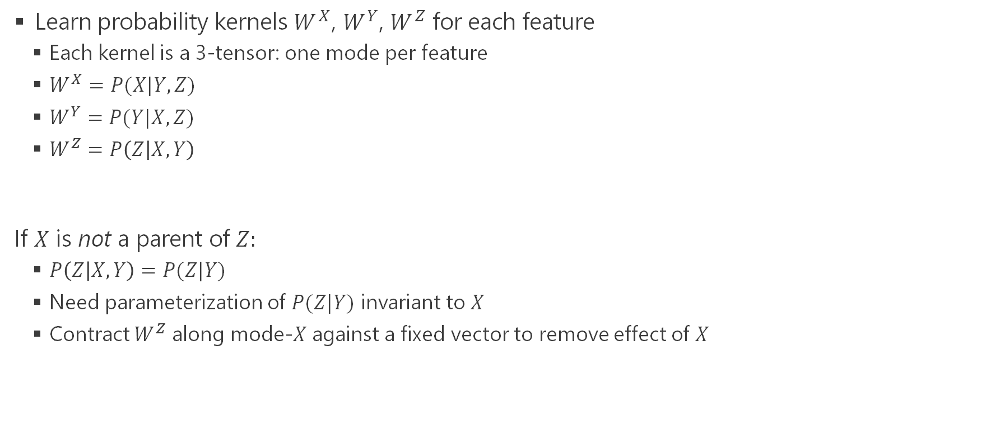 ▪ Learn probability kernels W^X, W^Y, W^Z for each feature
▪ Each kernel is a 3-tensor: one mode per feature
▪ W^X = P(X|Y, Z)
▪ W^Y = P(Y|X, Z)
▪ W^Z = P(Z|X, Y)
If X is not a parent of Z:
▪ P(Z|X, Y) = P(Z|Y)
▪ Need parameterization of P(Z|Y) invariant to X
▪ Contract W^Z along mode-X against a fixed vector to remove effect of X